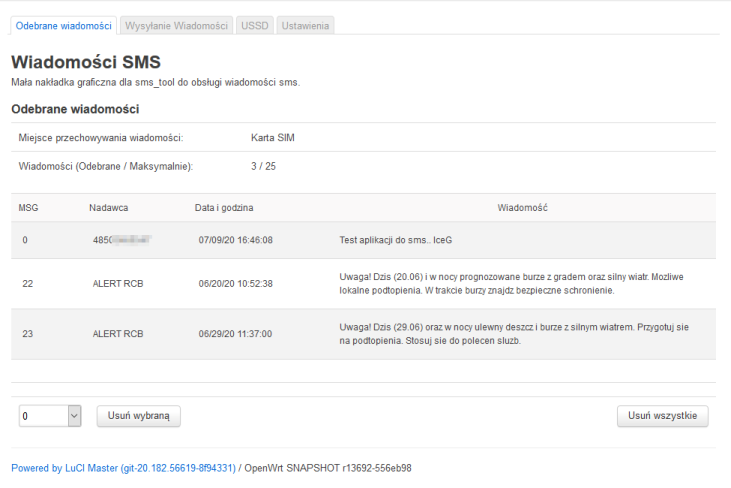 Odebrane wiadomości Wysyłanie Wiadomości USSD Ustawienia
Wiadomości SMS
Mała nakładka graficzna dla sms_tool do obsługi wiadomości sms.
Odebrane wiadomości
Miejsce przechowywania wiadomości: Karta SIM
Wiadomości (Odebrane / Maksymalnie): 3 / 25
MSG Nadawca Data i godzina Wiadomość
0 4850 07/09/20 16:46:08 Test aplikacji do sms.. IceG
22 ALERT RCB 06/20/20 10:52:38 Uwaga! Dzis (20.06) i w nocy prognozowane burze z gradem oraz silny wiatr. Mozliwe
lokalne podtopienia. W trakcie burzy znajdz bezpieczne schronienie.
23 ALERT RCB 06/29/20 11:37:00 Uwaga! Dzis (29.06) oraz w nocy ulewny deszcz i burze z silnym wiatrem. Przygotuj sie
na podtopienia. Stosuj sie do polecen sluzb.
0 Usuń wybraną Usuń wszystkie
Powered by LuCI Master (git-20.182.56619-8f94331) / OpenWrt SNAPSHOT r13692-556eb98